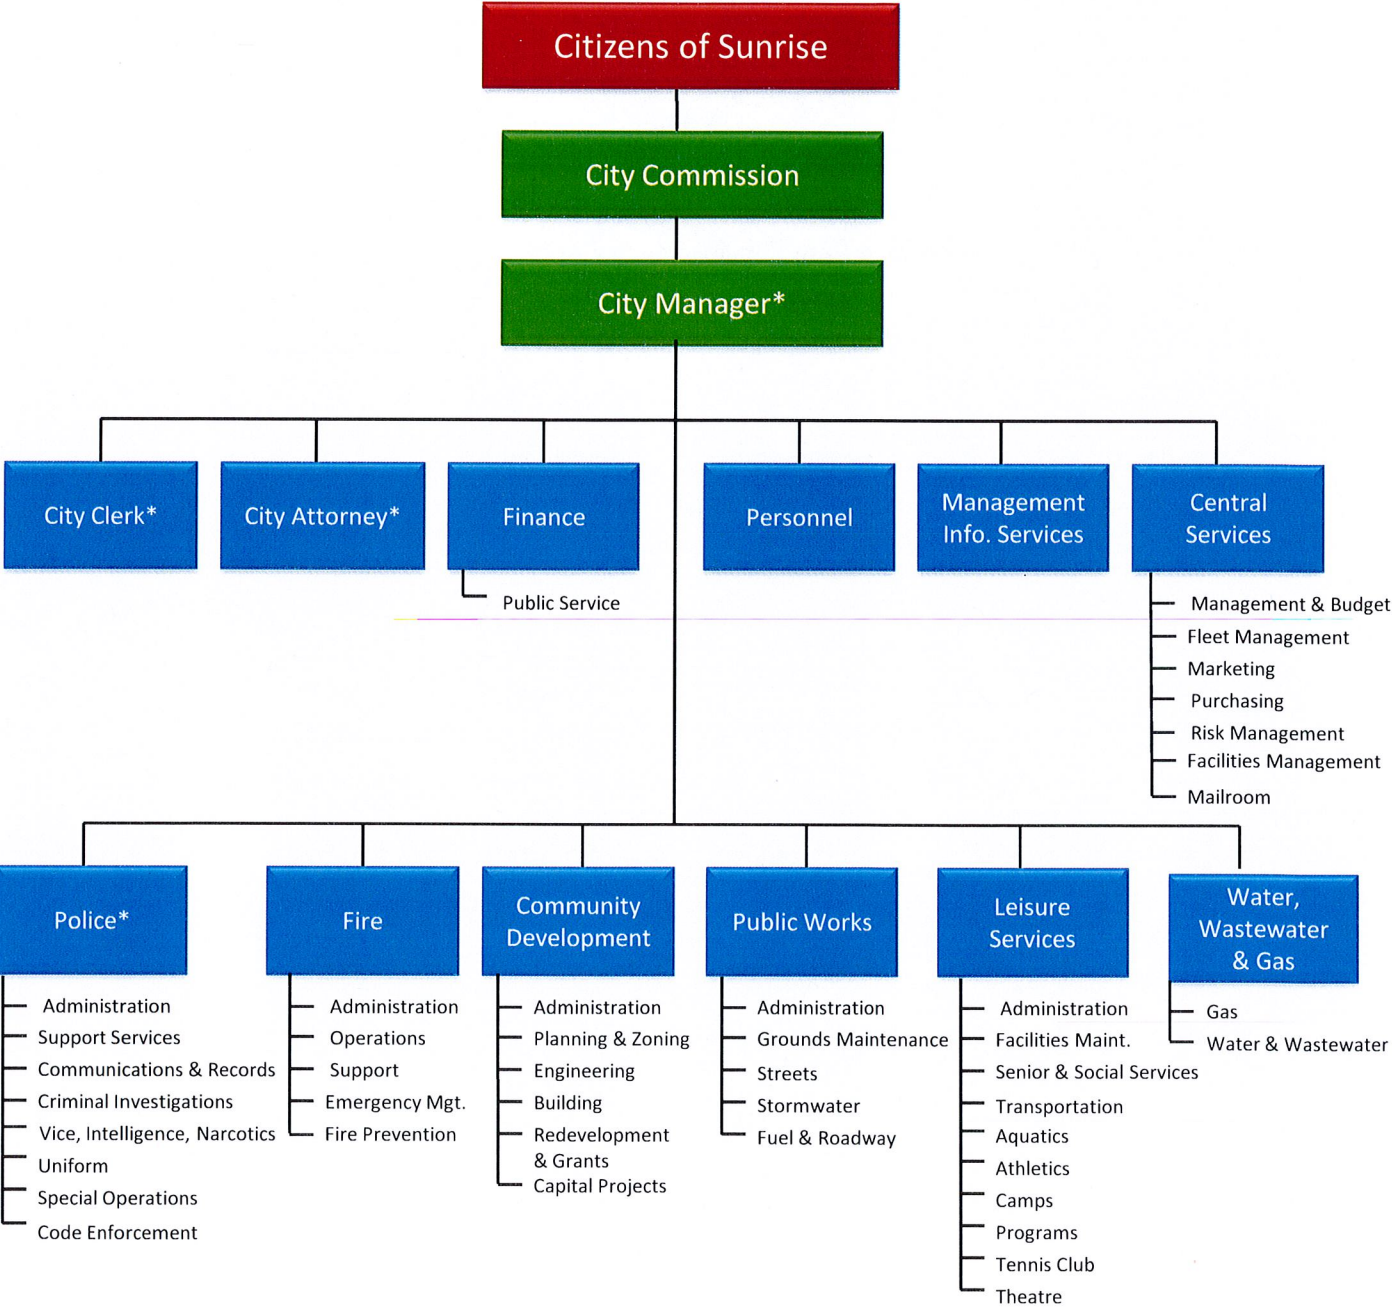 Citizens of Sunrise
City Commission
City Manager*
City Clerk*
City Attorney*
Finance
Public Service
Personnel
Management
Info. Services
Central
Services
Management & Budget
Fleet Management
Marketing
Purchasing
Risk Management
Facilities Management
Mailroom
Police*
Administration
Support Services
Communications & Records
Criminal Investigations
Vice, Intelligence, Narcotics
Uniform
Special Operations
Code Enforcement
Fire
Administration
Operations
Support
Emergency Mgt.
Fire Prevention
Community
Development
Administration
Planning & Zoning
Engineering
Building
Redevelopment
& Grants
Capital Projects
Public Works
Administration
Grounds Maintenance
Streets
Stormwater
Fuel & Roadway
Leisure
Services
Administration
Facilities Maint.
Senior & Social Services
Transportation
Aquatics
Athletics
Camps
Programs
Tennis Club
Theatre
Water,
Wastewater
& Gas
Gas
Water & Wastewater